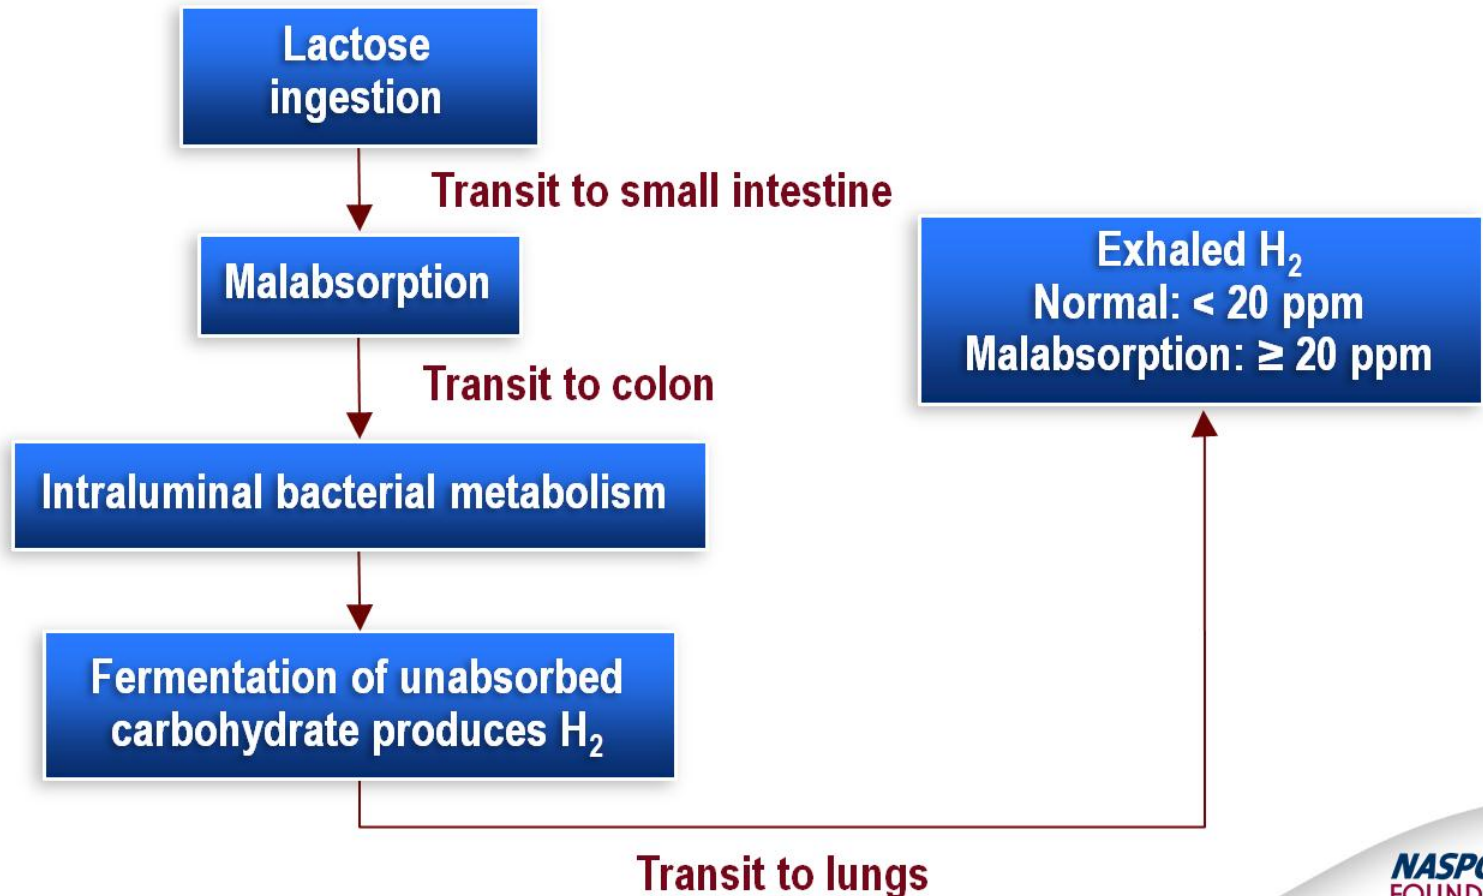 Lactose
ingestion
Transit to small intestine
Malabsorption
Transit to colon
Intraluminal bacterial metabolism
Fermentation of unabsorbed
carbohydrate produces H₂
Transit to lungs
Exhaled H₂
Normal: < 20 ppm
Malabsorption: ≥ 20 ppm